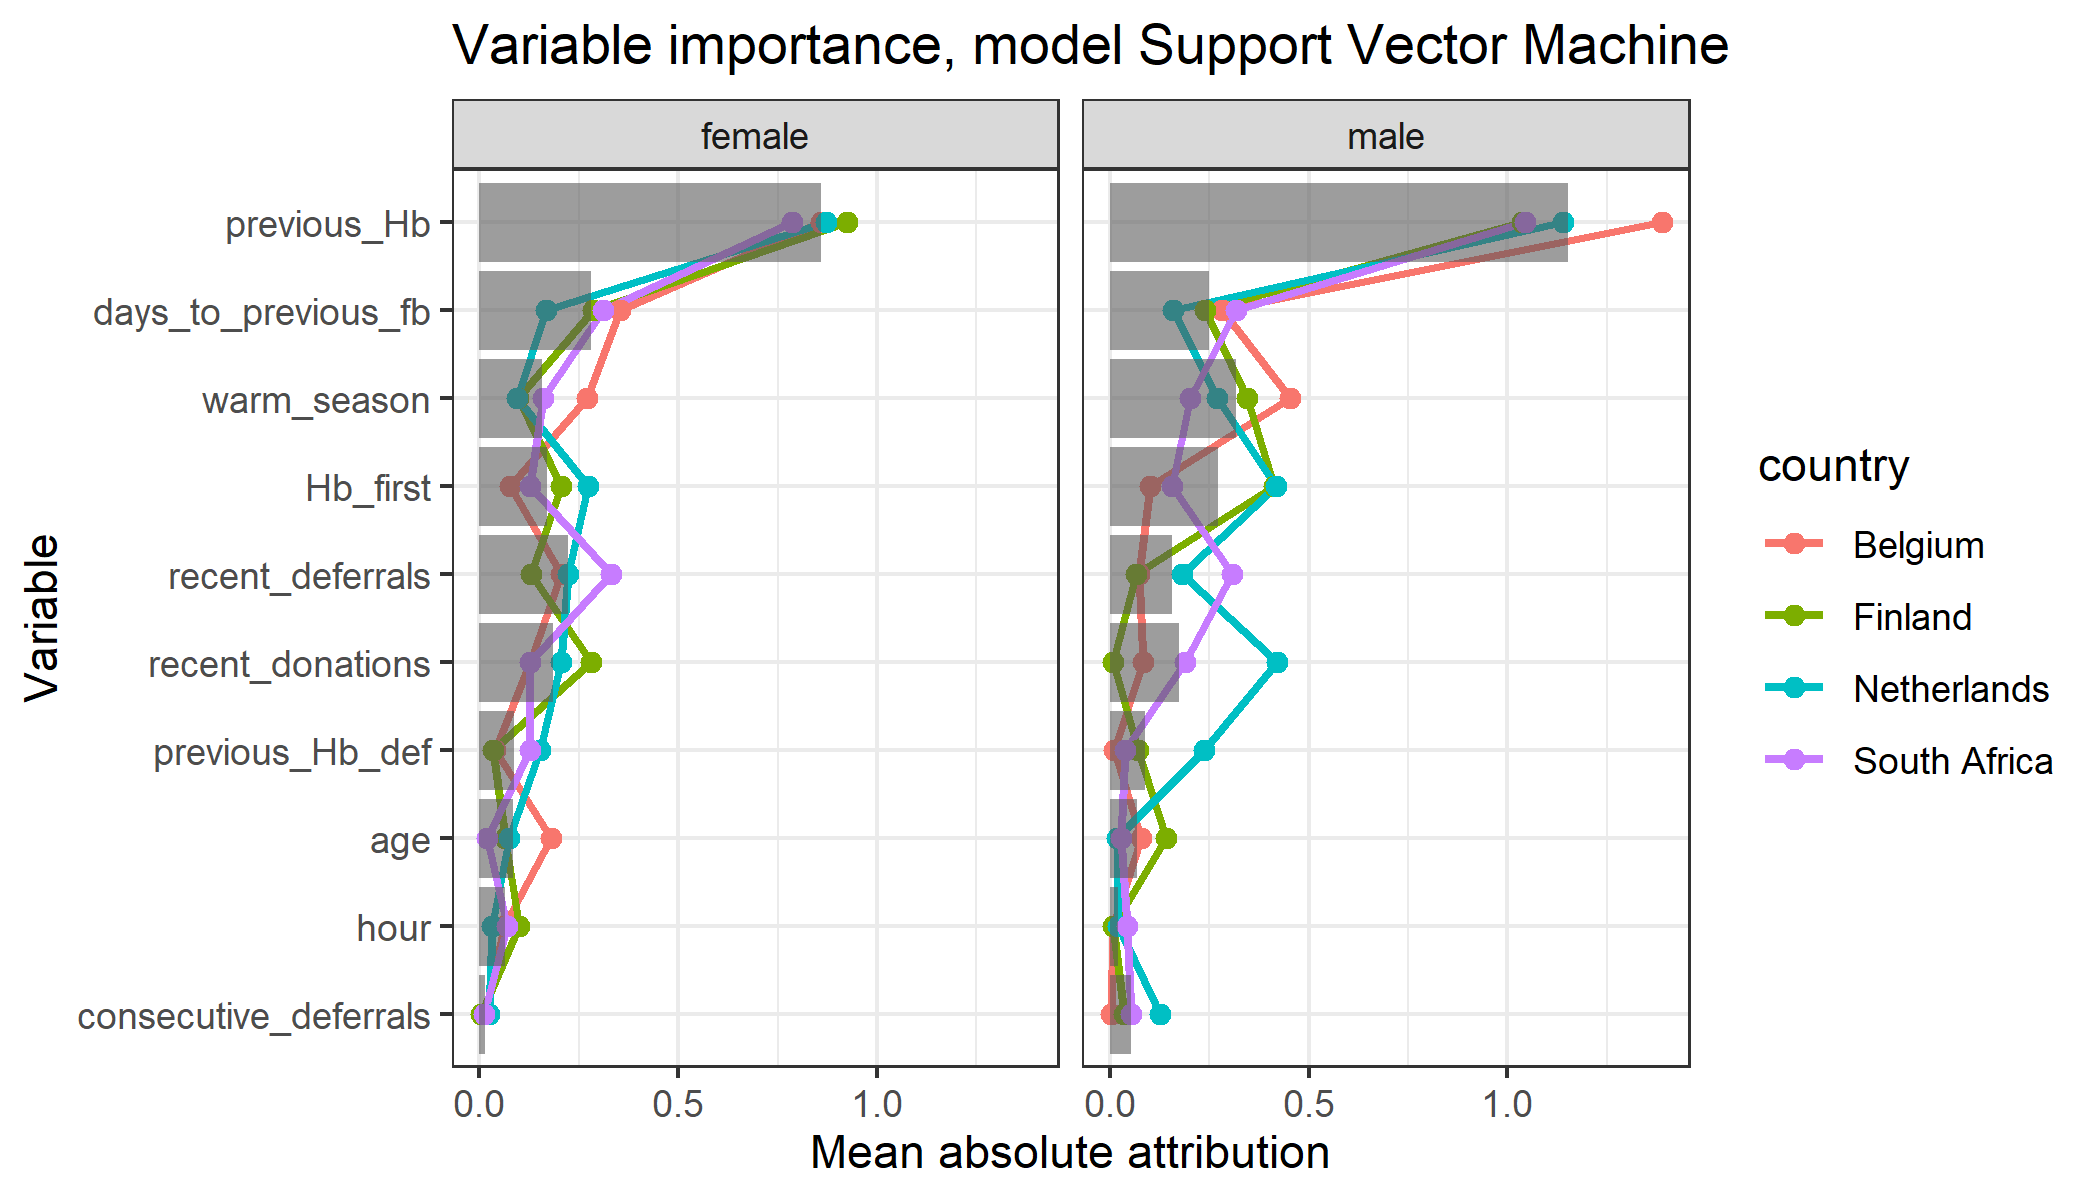 Variable importance, model Support Vector Machine
female
male
previous_Hb
days_to_previous_fb
warm_season
Hb_first
recent_deferrals
recent_donations
previous_Hb_def
age
hour
consecutive_deferrals
Variable
0.0 0.5 1.0
0.0 0.5 1.0
Mean absolute attribution
country
Belgium
Finland
Netherlands
South Africa